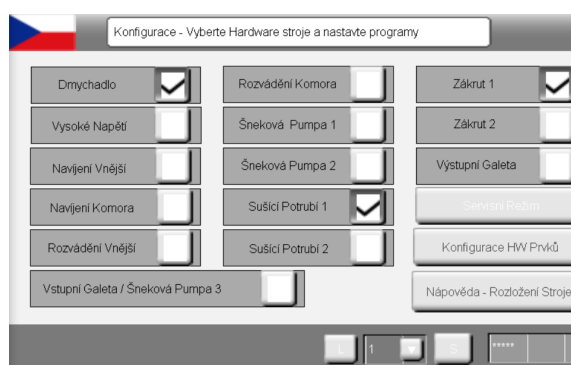 Konfigurace - Vyberte Hardware stroje a nastavte programy
Dmychadlo
Rozvádění Komora
Zákrut 1
Vysoké Napětí
Šneková Pumpa 1
Zákrut 2
Navíjení Vnější
Šneková Pumpa 2
Výstupní Galeta
Navíjení Komora
Sušící Potrubí 1
Servisní Režim
Rozvádění Vnější
Sušící Potrubí 2
Konfigurace HW Prvků
Vstupní Galeta / Šneková Pumpa 3
Nápověda - Rozložení Stroje
L 1 S *****